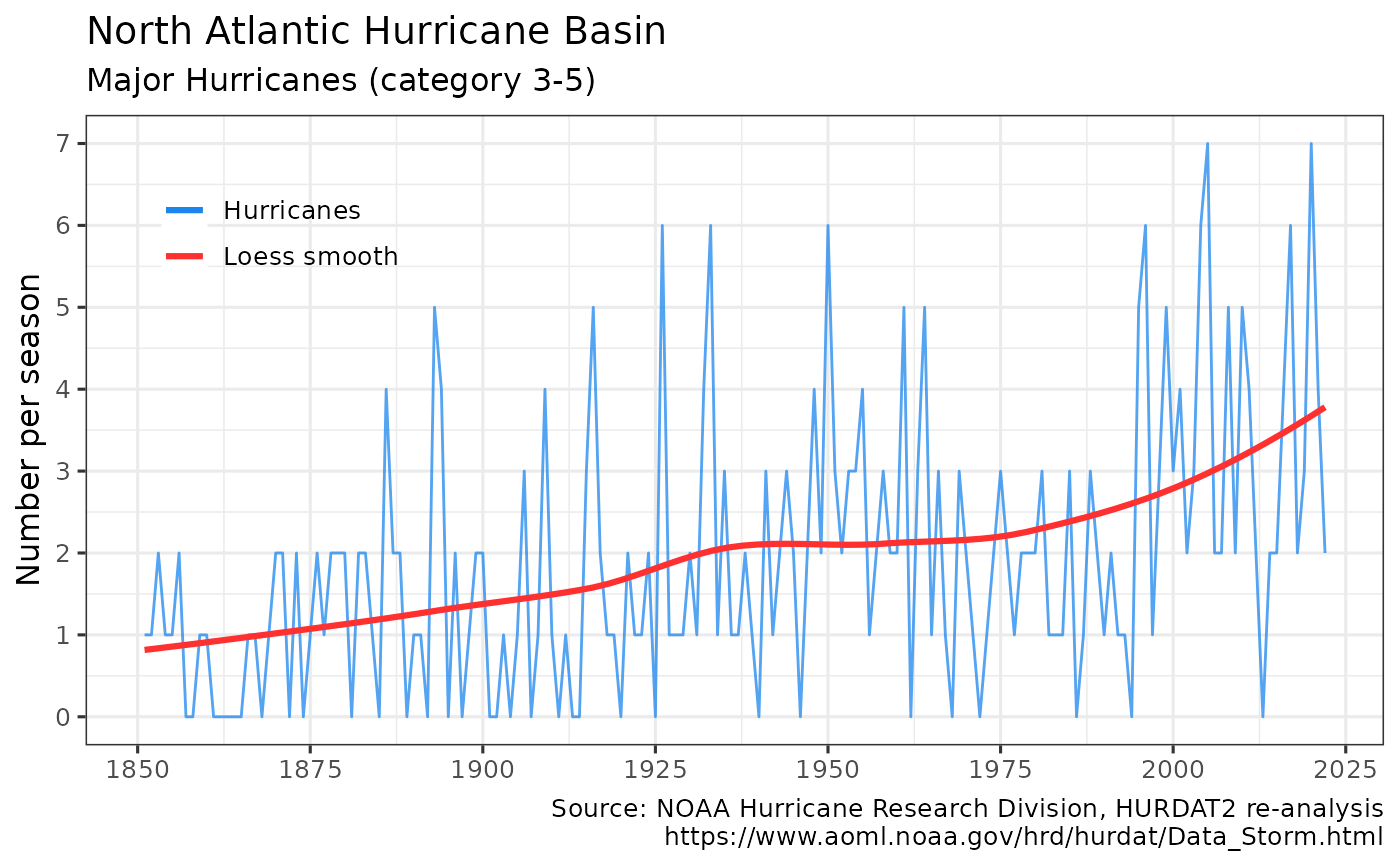 North Atlantic Hurricane Basin
Major Hurricanes (category 3-5)
Number per season
7
6
5
4
3
2
1
0
Hurricanes
Loess smooth
1850 1875 1900 1925 1950 1975 2000 2025
Source: NOAA Hurricane Research Division, HURDAT2 re-analysis
https://www.aoml.noaa.gov/hrd/hurdat/Data_Storm.html